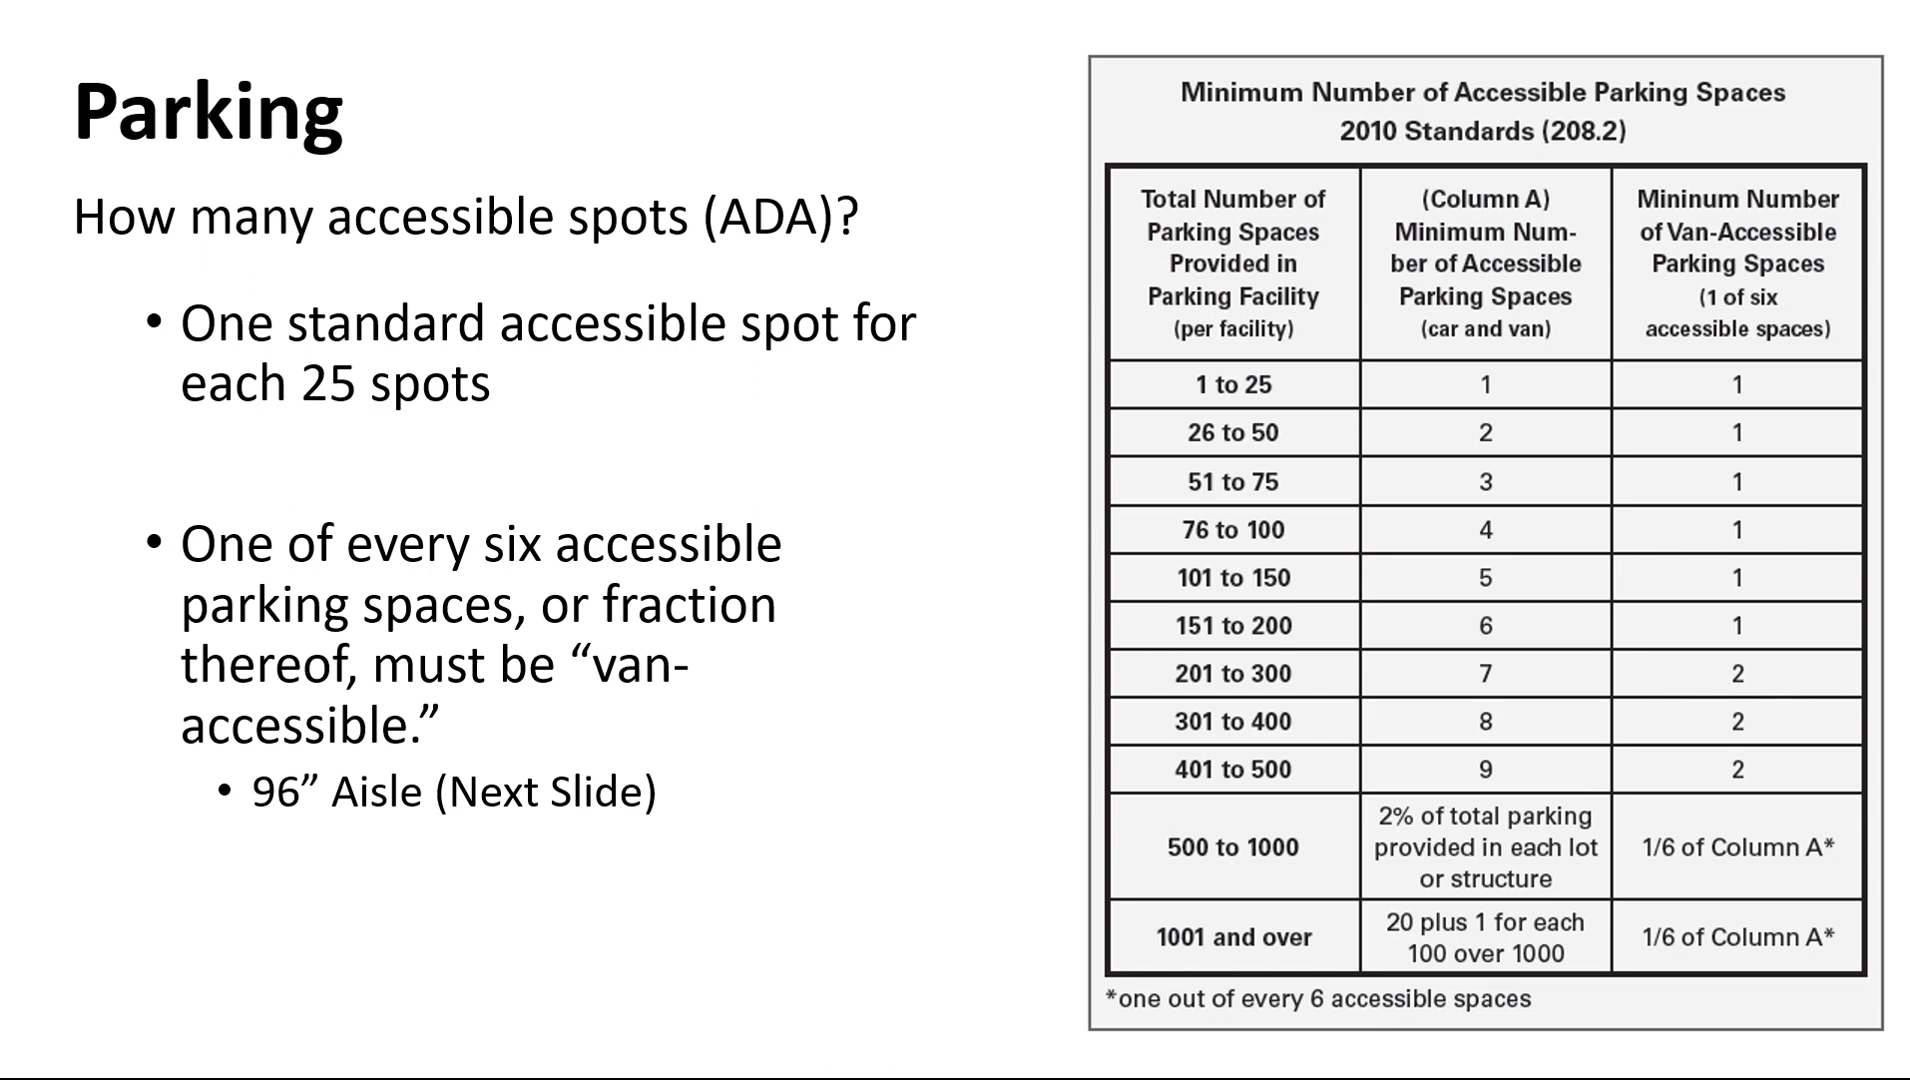 Parking
How many accessible spots (ADA)?
• One standard accessible spot for
each 25 spots
• One of every six accessible
parking spaces, or fraction
thereof, must be “van-
accessible.”
• 96” Aisle (Next Slide)
Minimum Number of Accessible Parking Spaces
2010 Standards (208.2)
Total Number of
Parking Spaces
Provided in
Parking Facility
(per facility)
(Column A)
Minimum Num-
ber of Accessible
Parking Spaces
(car and van)
Mininum Number
of Van-Accessible
Parking Spaces
(1 of six
accessible spaces)
1 to 25 1 1
26 to 50 2 1
51 to 75 3 1
76 to 100 4 1
101 to 150 5 1
151 to 200 6 1
201 to 300 7 2
301 to 400 8 2
401 to 500 9 2
500 to 1000
2% of total parking
provided in each lot
or structure
1/6 of Column A*
1001 and over
20 plus 1 for each
100 over 1000
1/6 of Column A*
*one out of every 6 accessible spaces